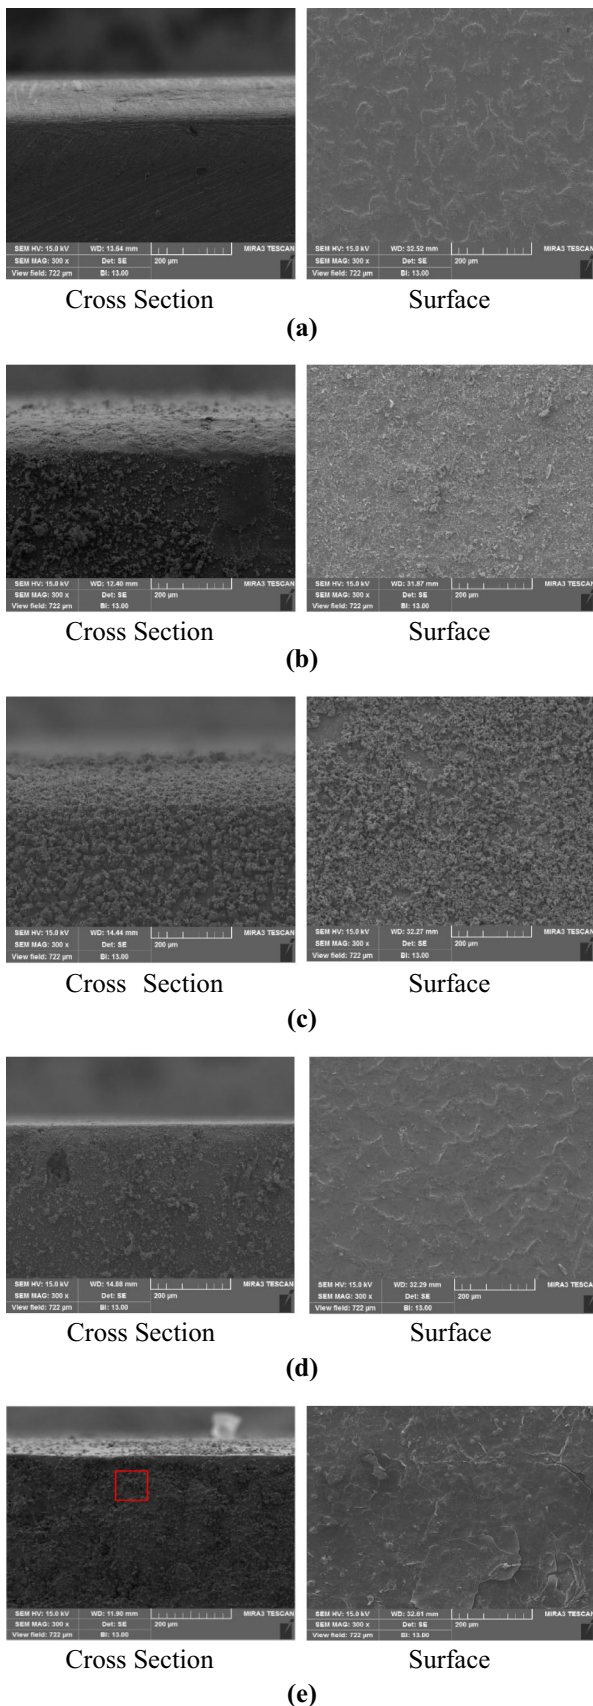 SEM HV: 15.0 kV WD: 13.64 mm MIRA3 TESCAN
SEM MAG: 300 x Det: SE 200 µm
View field: 722 µm BI: 13.00
SEM HV: 15.0 kV WD: 32.52 mm MIRA3 TESCAN
SEM MAG: 300 x Det: SE 200 µm
View field: 722 µm BI: 13.00
Cross Section Surface
(a)
SEM HV: 15.0 kV WD: 12.40 mm MIRA3 TESCAN
SEM MAG: 300 x Det: SE 200 µm
View field: 722 µm BI: 13.00
SEM HV: 15.0 kV WD: 31.87 mm MIRA3 TESCAN
SEM MAG: 300 x Det: SE 200 µm
View field: 722 µm BI: 13.00
Cross Section Surface
(b)
SEM HV: 15.0 kV WD: 14.44 mm MIRA3 TESCAN
SEM MAG: 300 x Det: SE 200 µm
View field: 722 µm BI: 13.00
SEM HV: 15.0 kV WD: 32.27 mm MIRA3 TESCAN
SEM MAG: 300 x Det: SE 200 µm
View field: 722 µm BI: 13.00
Cross Section Surface
(c)
SEM HV: 15.0 kV WD: 14.88 mm MIRA3 TESCAN
SEM MAG: 300 x Det: SE 200 µm
View field: 722 µm BI: 13.00
SEM HV: 15.0 kV WD: 32.29 mm MIRA3 TESCA
SEM MAG: 300 x Det: SE 200 µm
View field: 722 µm BI: 13.00
Cross Section Surface
(d)
SEM HV: 15.0 kV WD: 11.90 mm MIRA3 TESCAN
SEM MAG: 300 x Det: SE 200 µm
View field: 722 µm BI: 13.00
SEM HV: 15.0 kV WD: 32.01 mm MIRA3 TESCAN
SEM MAG: 300 x Det: SE 200 µm
View field: 722 µm BI: 13.00
Cross Section Surface
(e)